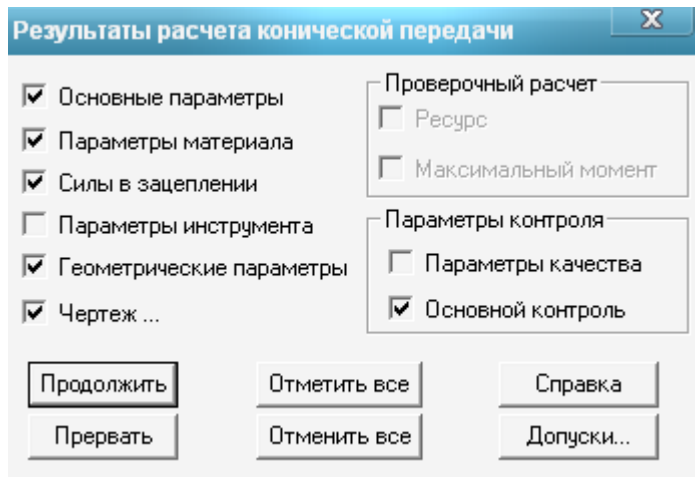 Результаты расчета конической передачи
Основные параметры
Параметры материала
Силы в зацеплении
Параметры инструмента
Геометрические параметры
Чертеж ...
Проверочный расчет
Ресурс
Максимальный момент
Параметры контроля
Параметры качества
Основной контроль
Продолжить
Отметить все
Справка
Прервать
Отменить все
Допуски...